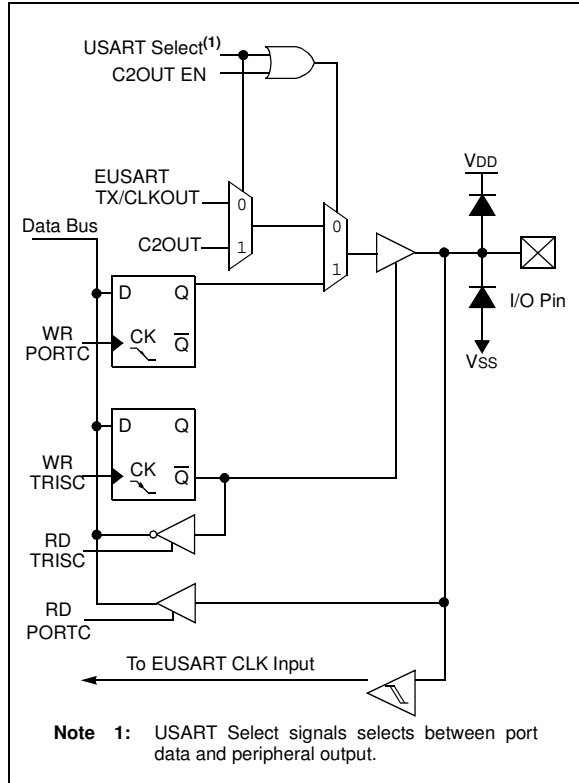 USART Select(1)
C2OUT EN
EUSART
TX/CLKOUT
0
VDD
Data Bus
C2OUT
1
0
1
I/O Pin
VSS
D Q
WR
PORTC
CK Q
D Q
WR
TRISC
CK Q
RD
TRISC
RD
PORTC
To EUSART CLK Input
Note 1: USART Select signals selects between port
data and peripheral output.